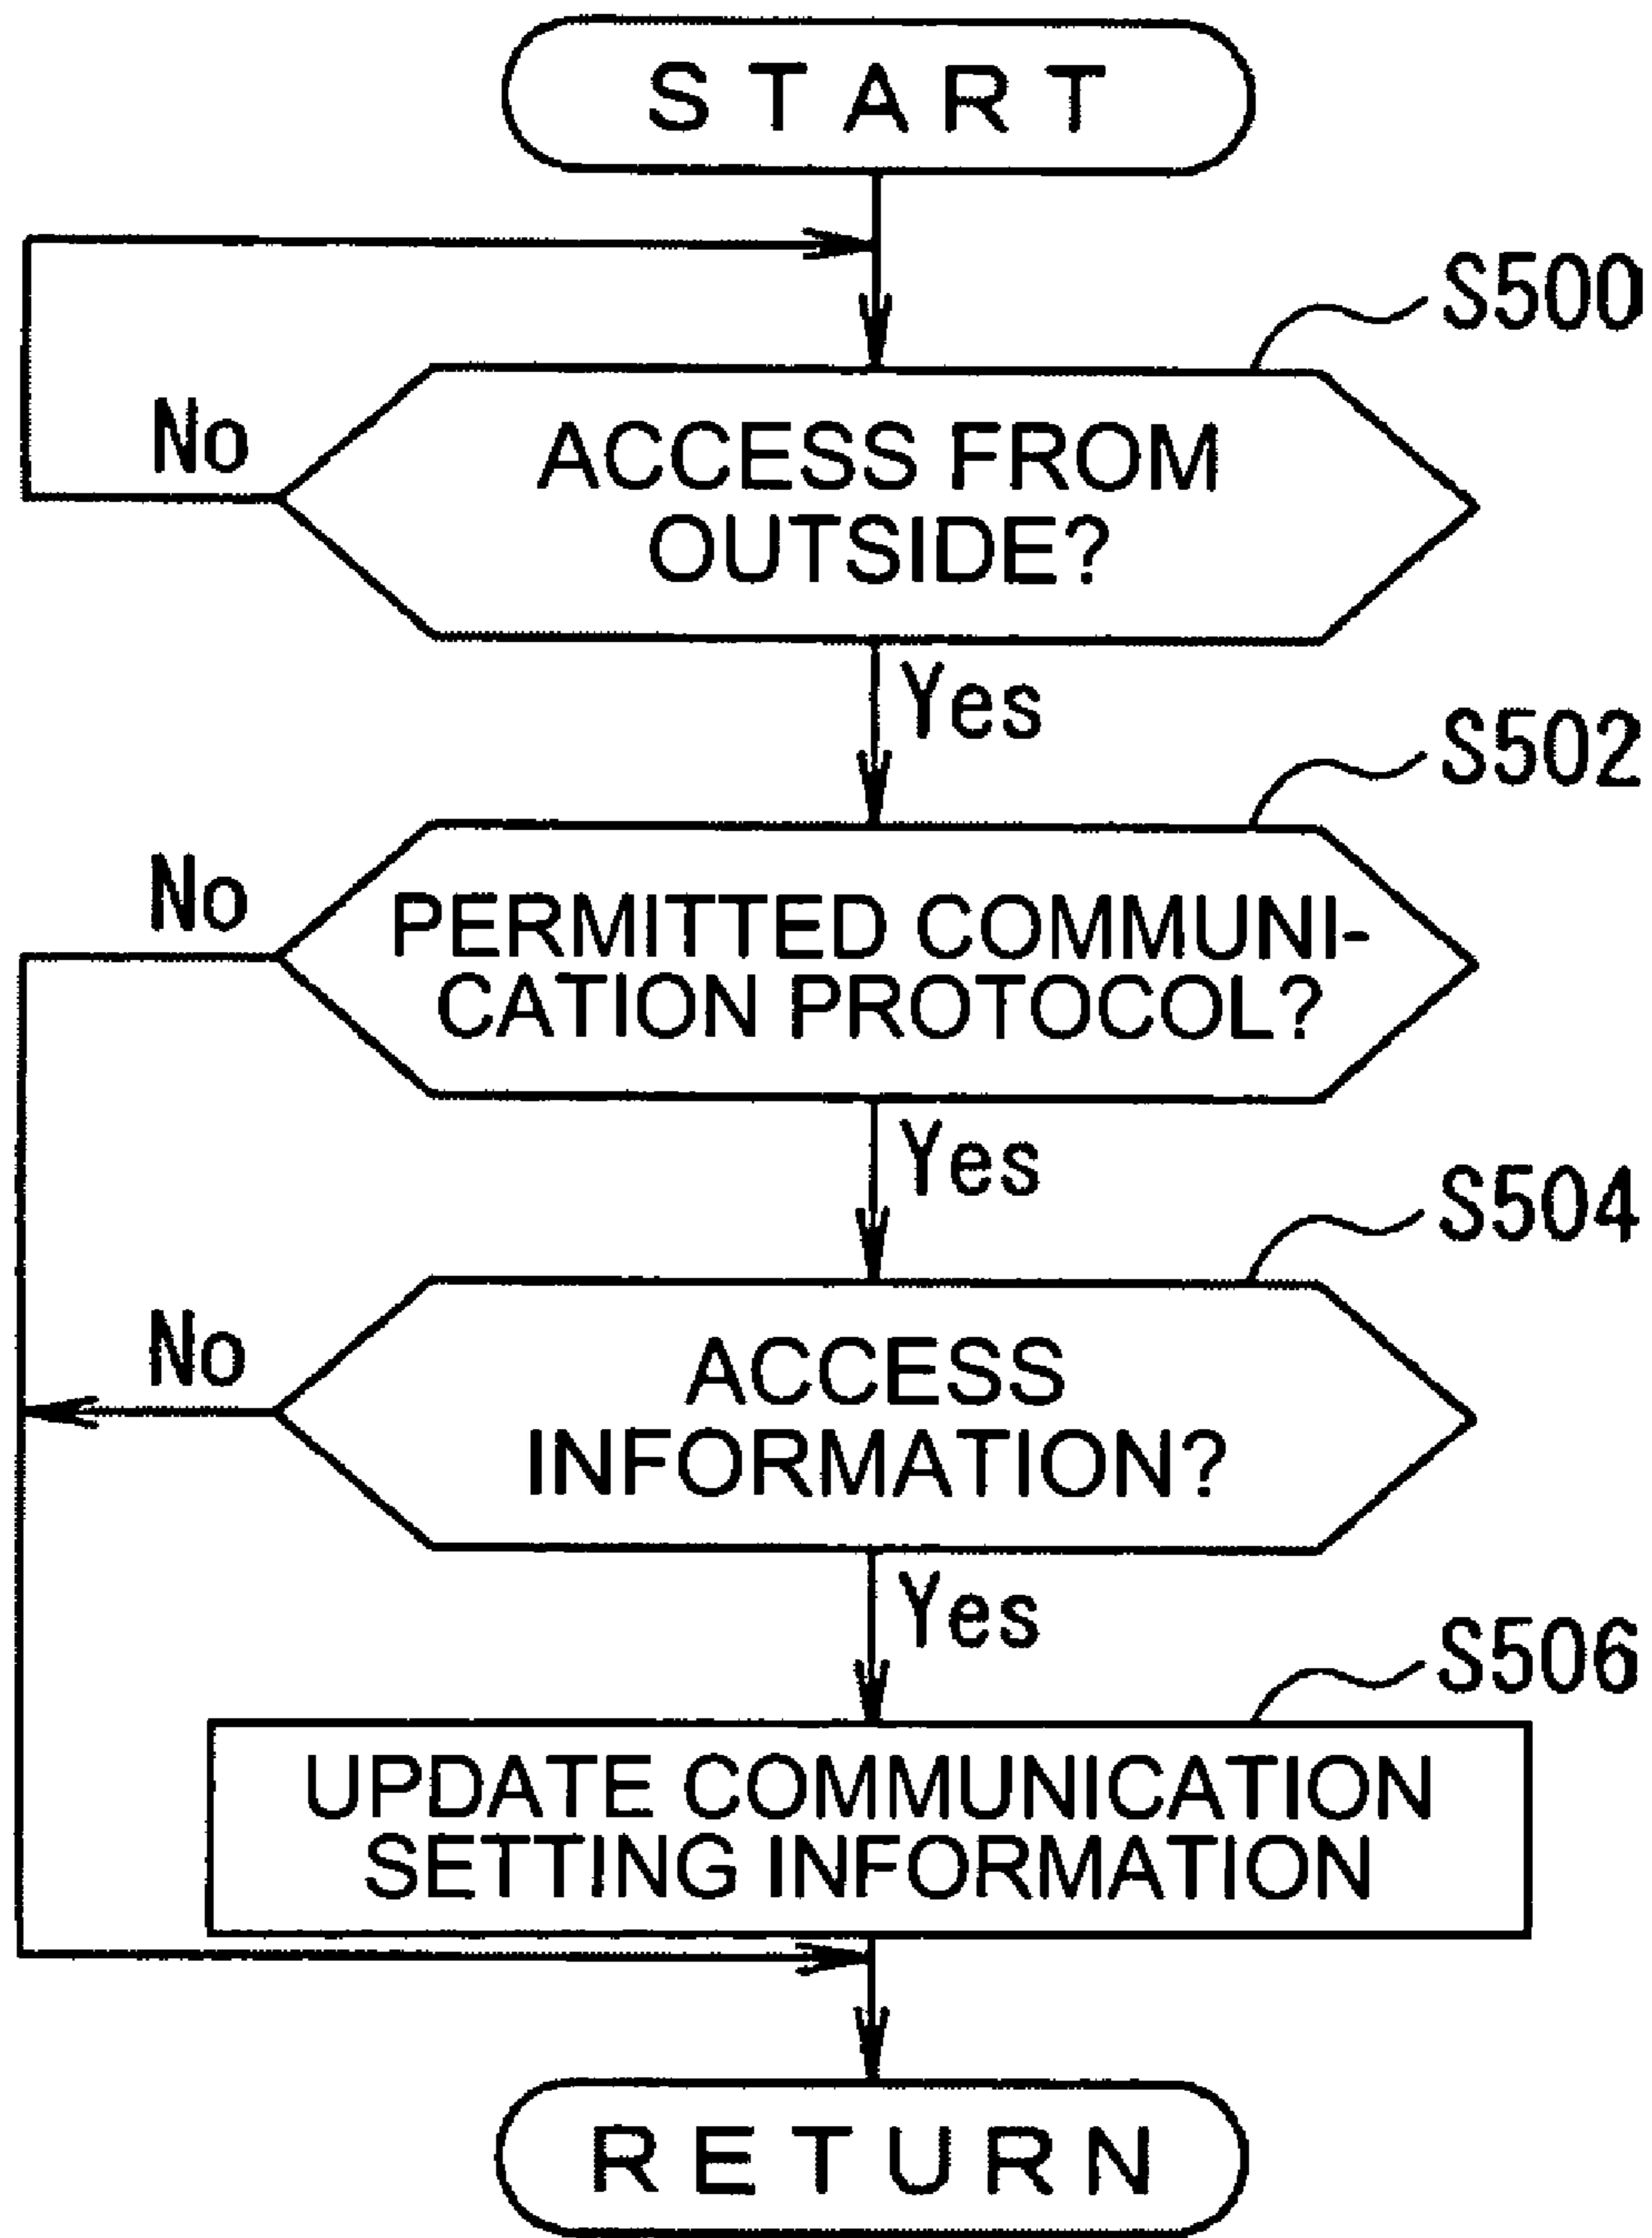 START
S500
No
ACCESS FROM
OUTSIDE?
Yes
S502
No
PERMITTED COMMUNI-
CATION PROTOCOL?
Yes
S504
No
ACCESS
INFORMATION?
Yes
S506
UPDATE COMMUNICATION
SETTING INFORMATION
RETURN